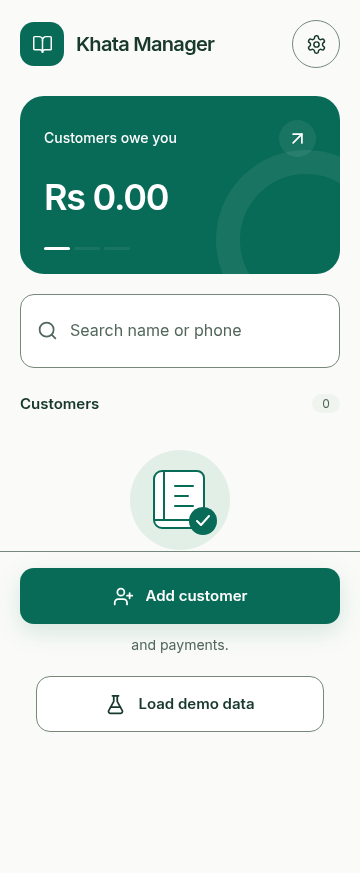 Khata Manager
Customers owe you
Rs 0.00
Search name or phone
Customers
0
Add customer
and payments.
Load demo data